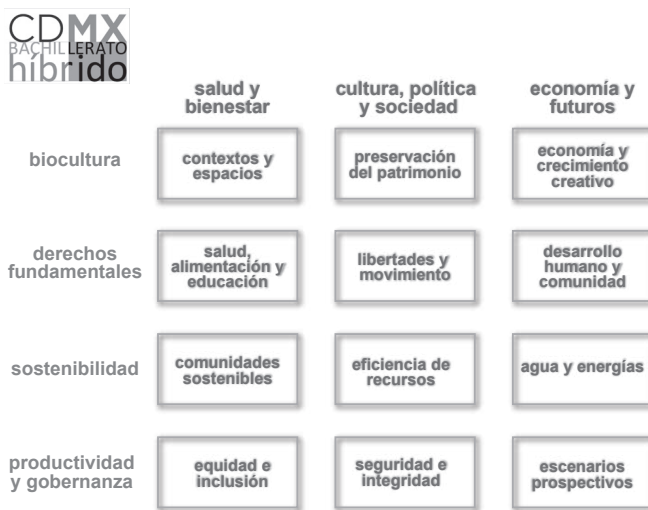 CDMX
BACHILLERATO
híbrido
salud y
bienestar
cultura, política
y sociedad
economía y
futuros
biocultura
contextos y
espacios
preservación
del patrimonio
economía y
crecimiento
creativo
derechos
fundamentales
salud,
alimentación y
educación
libertades y
movimiento
desarrollo
humano y
comunidad
sostenibilidad
comunidades
sostenibles
eficiencia de
recursos
agua y energías
productividad
y gobernanza
equidad e
inclusión
seguridad e
integridad
escenarios
prospectivos